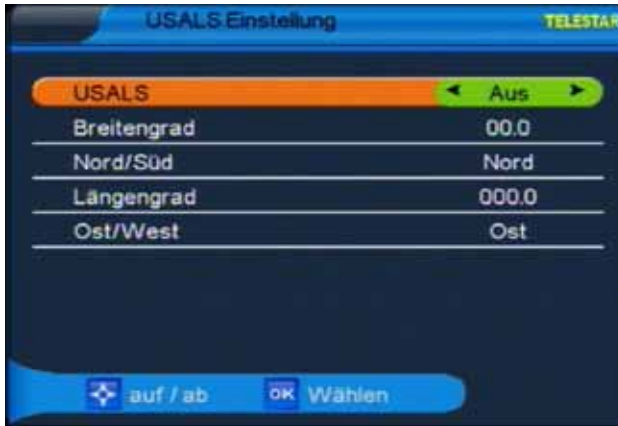 USALS Einstellung TELESTAR
USALS Aus
Breitengrad 00.0
Nord/Süd Nord
Längengrad 000.0
Ost/West Ost
auf / ab OK Wählen